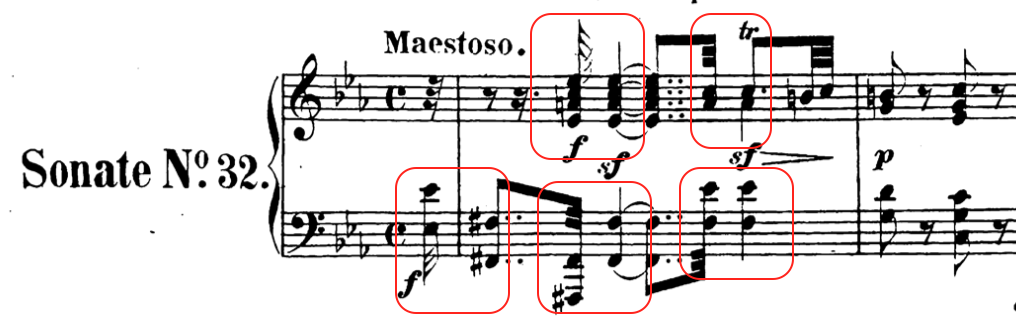 Maestoso.
tr
Sonate Nº 32.
f sf sf p
f